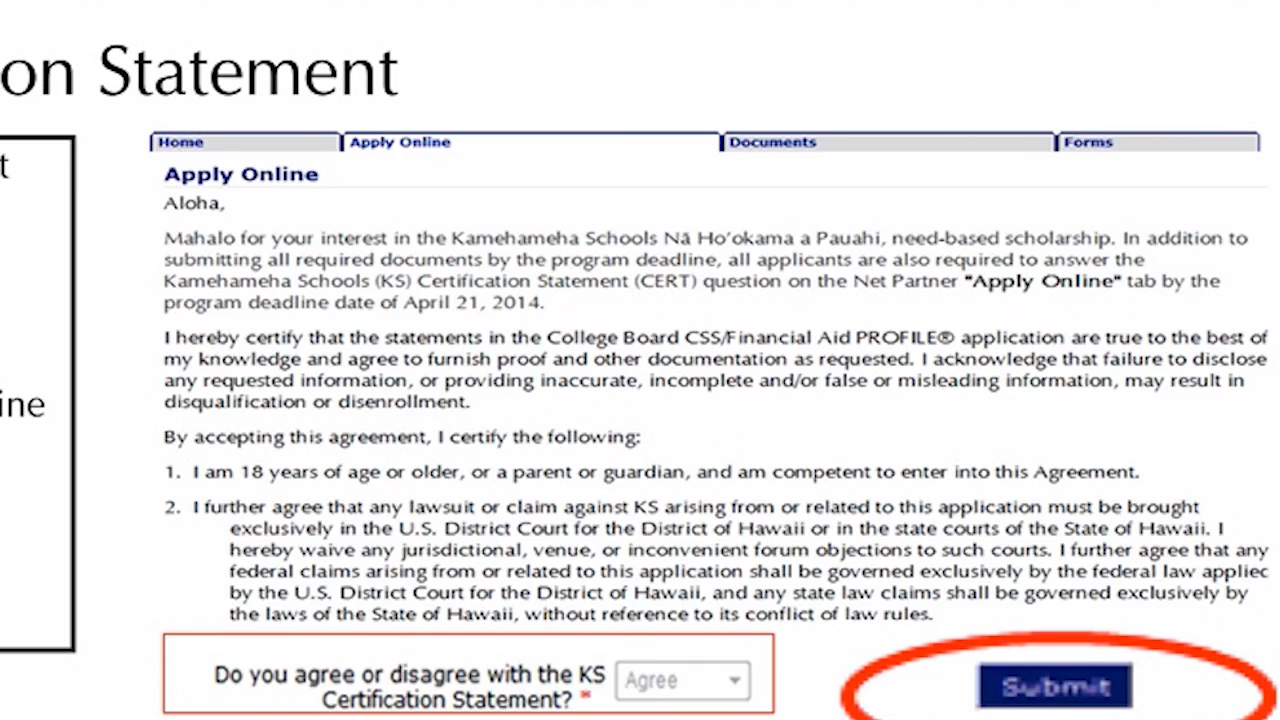 on Statement
t
ine
Home Apply Online Documents Forms
Apply Online
Aloha,
Mahalo for your interest in the Kamehameha Schools Nā Ho‘okama a Pauahi, need-based scholarship. In addition to
submitting all required documents by the program deadline, all applicants are also required to answer the
Kamehameha Schools (KS) Certification Statement (CERT) question on the Net Partner "Apply Online" tab by the
program deadline date of April 21, 2014.
I hereby certify that the statements in the College Board CSS/Financial Aid PROFILE® application are true to the best of
my knowledge and agree to furnish proof and other documentation as requested. I acknowledge that failure to disclose
any requested information, or providing inaccurate, incomplete and/or false or misleading information, may result in
disqualification or disenrollment.
By accepting this agreement, I certify the following:
1. I am 18 years of age or older, or a parent or guardian, and am competent to enter into this Agreement.
2. I further agree that any lawsuit or claim against KS arising from or related to this application must be brought
exclusively in the U.S. District Court for the District of Hawaii or in the state courts of the State of Hawaii. I
hereby waive any jurisdictional, venue, or inconvenient forum objections to such courts. I further agree that any
federal claims arising from or related to this application shall be governed exclusively by the federal law applied
by the U.S. District Court for the District of Hawaii, and any state law claims shall be governed exclusively by
the laws of the State of Hawaii, without reference to its conflict of law rules.
Do you agree or disagree with the KS
Certification Statement? *
Agree
Submit